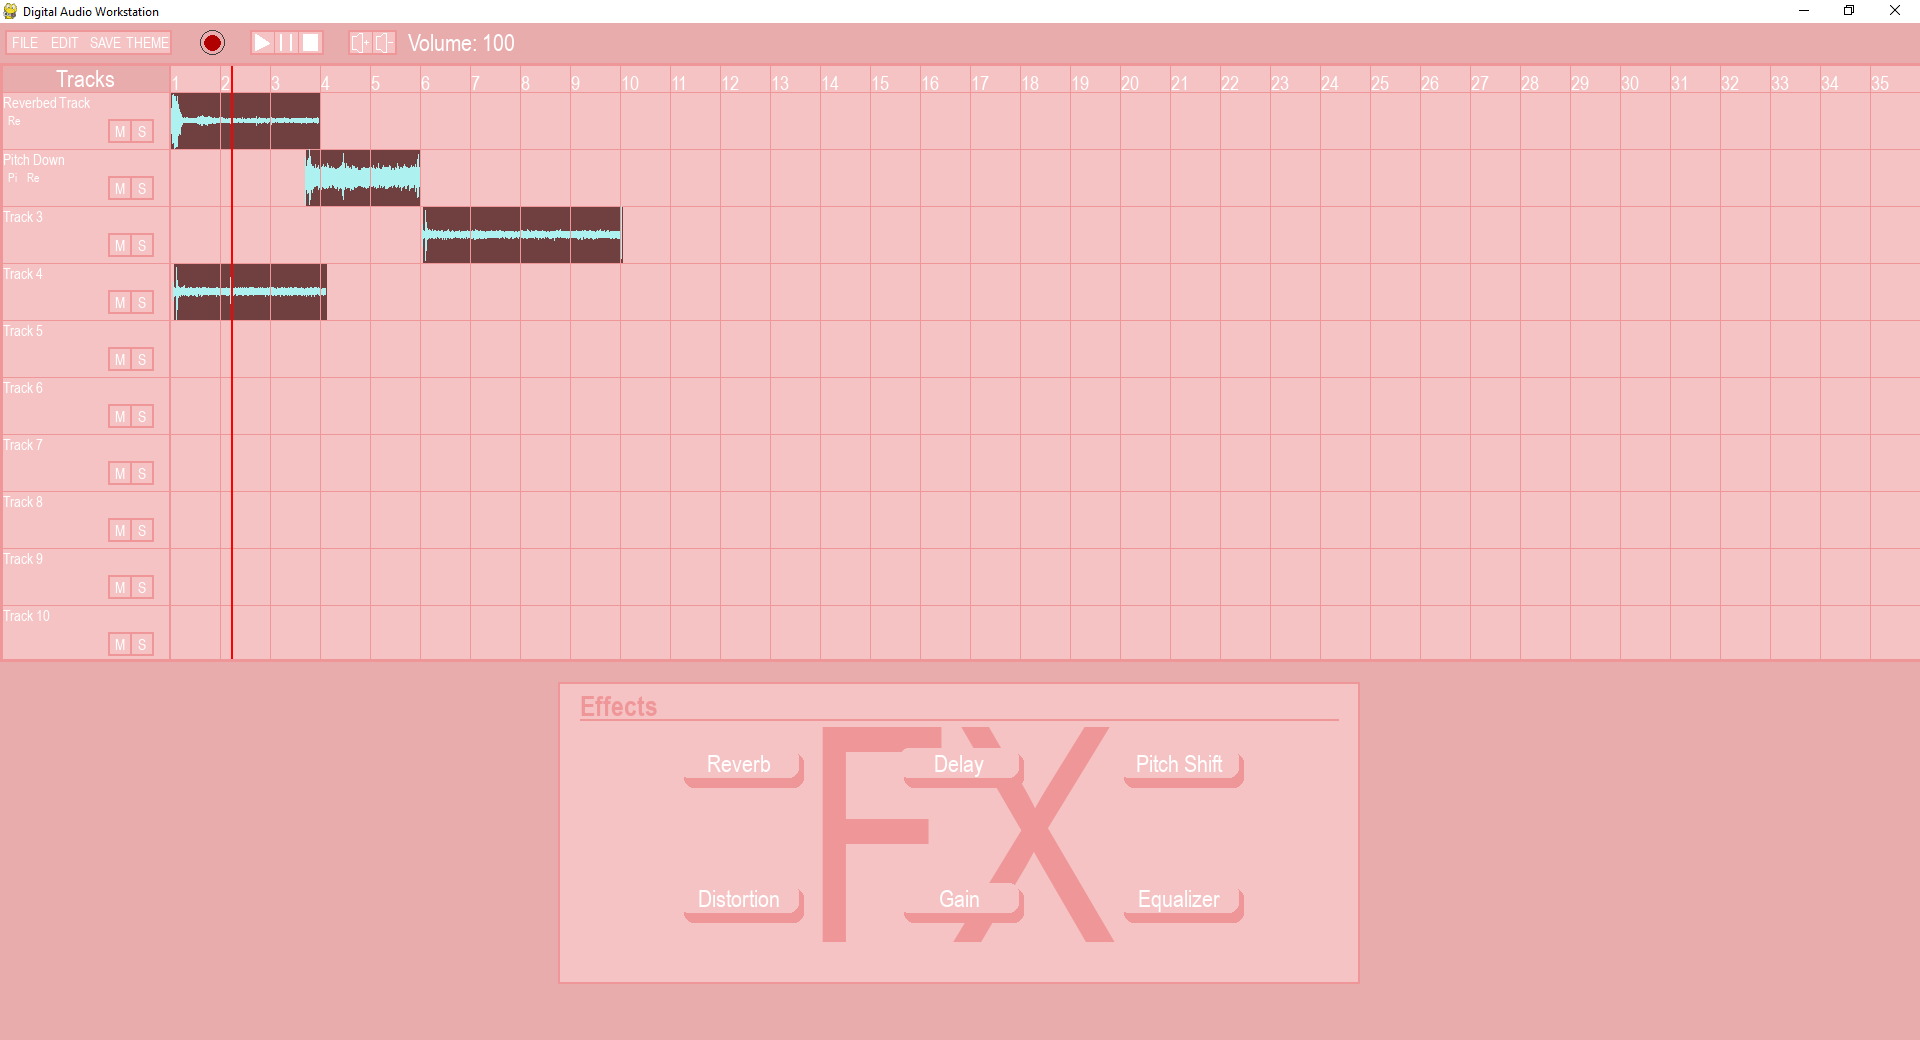 Digital Audio Workstation
FILE EDIT SAVE THEME Volume: 100
Tracks 1 2 3 4 5 6 7 8 9 10 11 12 13 14 15 16 17 18 19 20 21 22 23 24 25 26 27 28 29 30 31 32 33 34 35
Reverbed Track
Re
M S
Pitch Down
Pi Re
M S
Track 3
M S
Track 4
M S
Track 5
M S
Track 6
M S
Track 7
M S
Track 8
M S
Track 9
M S
Track 10
M S
Effects
FX
Reverb Delay Pitch Shift
Distortion Gain Equalizer